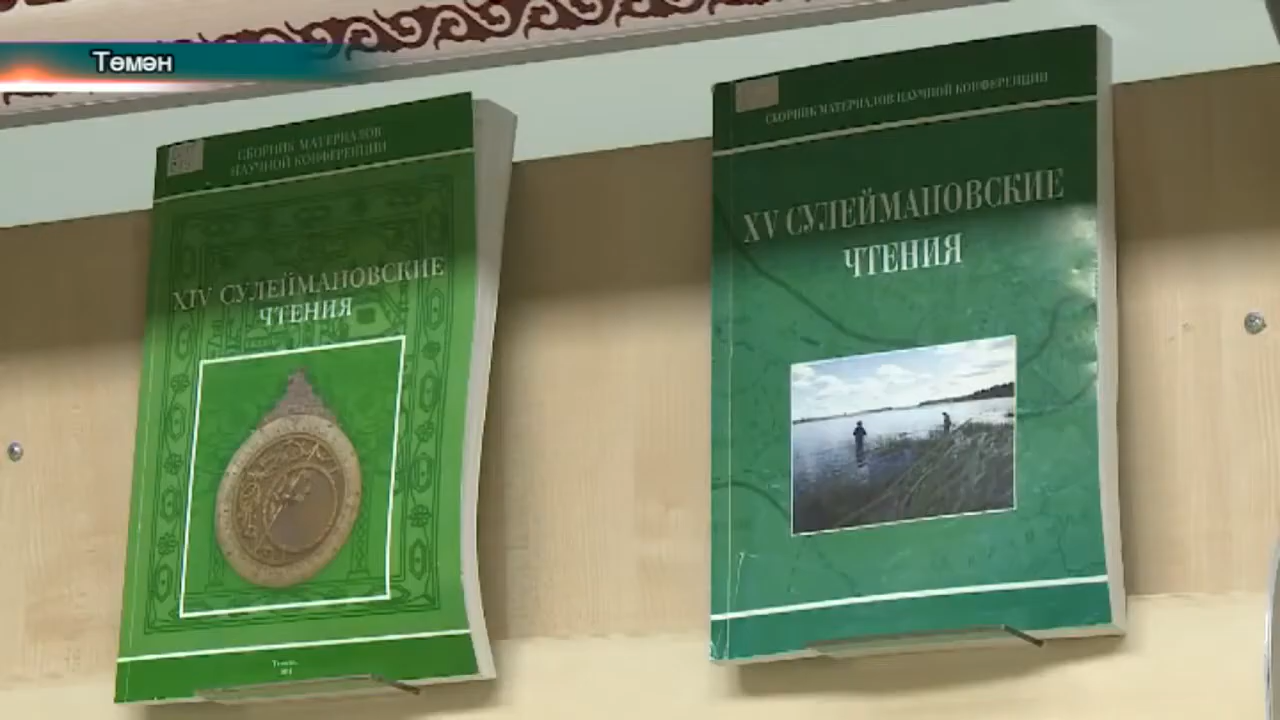 Төмән
СБОРНИК МАТЕРИАЛОВ
НАУЧНОЙ КОНФЕРЕНЦИИ
XIV СУЛЕЙМАНОВСКИЕ
ЧТЕНИЯ
СБОРНИК МАТЕРИАЛОВ НАУЧНОЙ КОНФЕРЕНЦИИ
XV СУЛЕЙМАНОВСКИЕ
ЧТЕНИЯ